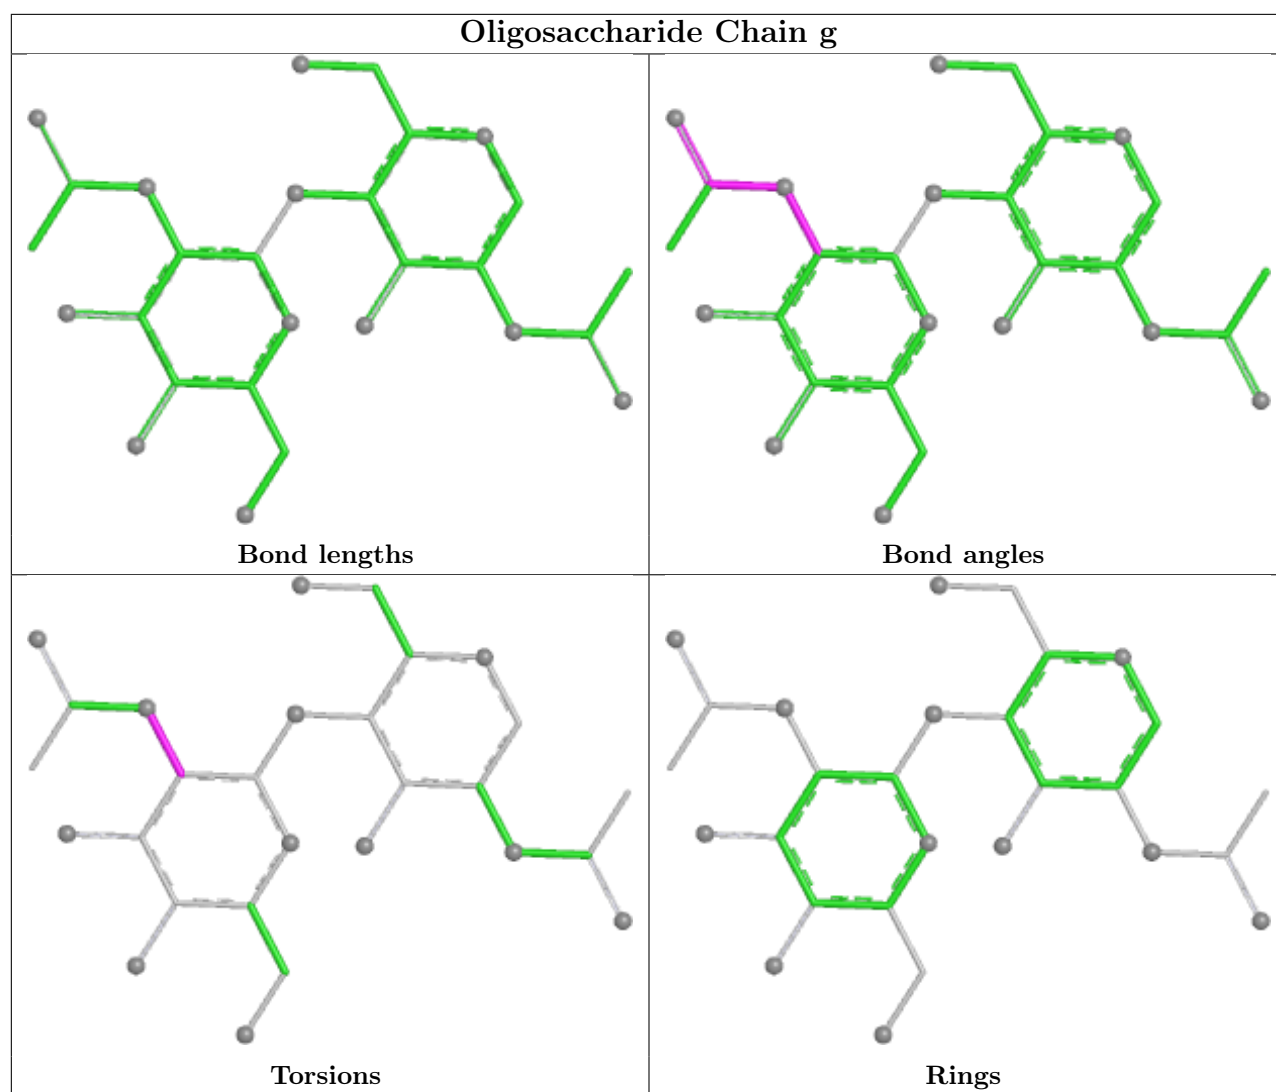 Oligosaccharide Chain g
Bond lengths
Bond angles
Torsions
Rings